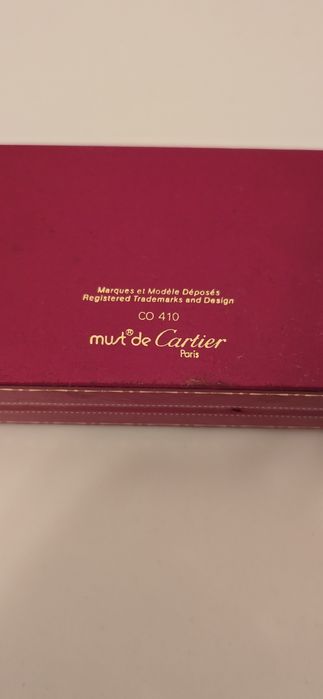 Marques et Modèle Déposés
Registered Trademarks and Design
CO 410
must® de Cartier
Paris